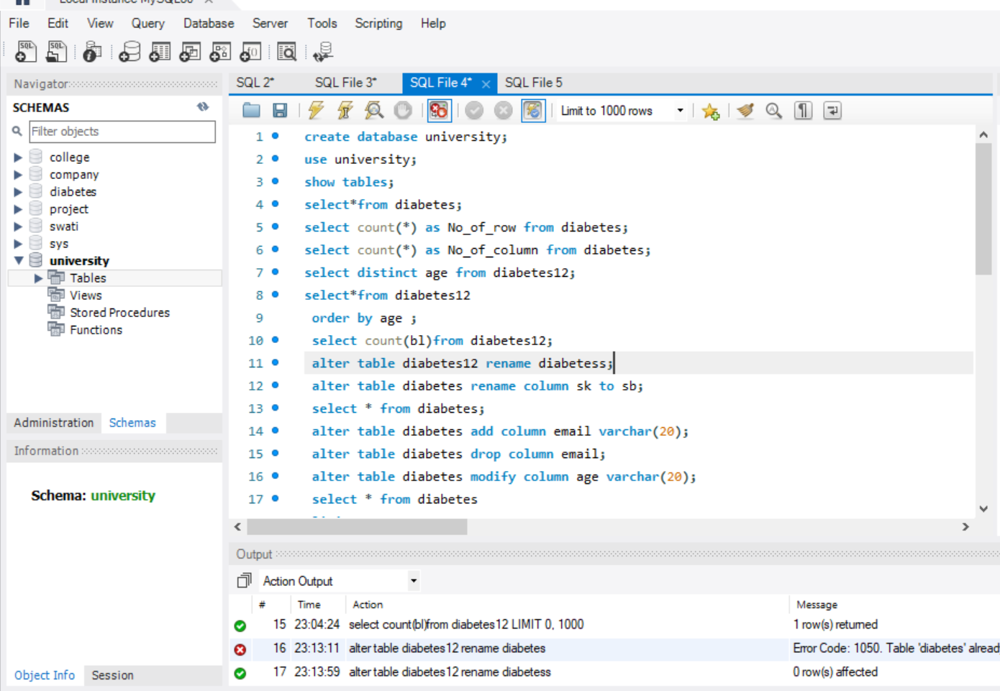 File Edit View Query Database Server Tools Scripting Help
Navigator
SCHEMAS
Filter objects
college
company
diabetes
project
swati
sys
university
Tables
Views
Stored Procedures
Functions
Administration Schemas
Information
Schema: university
Object Info Session
SQL 2* SQL File 3* SQL File 4* SQL File 5
Limit to 1000 rows
1 create database university;
2 use university;
3 show tables;
4 select*from diabetes;
5 select count(*) as No_of_row from diabetes;
6 select count(*) as No_of_column from diabetes;
7 select distinct age from diabetes12;
8 select*from diabetes12
9 order by age ;
10 select count(bl)from diabetes12;
11 alter table diabetes12 rename diabetess;
12 alter table diabetes rename column sk to sb;
13 select * from diabetes;
14 alter table diabetes add column email varchar(20);
15 alter table diabetes drop column email;
16 alter table diabetes modify column age varchar(20);
17 select * from diabetes
Output
Action Output
# Time Action Message
15 23:04:24 select count(bl)from diabetes12 LIMIT 0, 1000 1 row(s) returned
16 23:13:11 alter table diabetes12 rename diabetes Error Code: 1050. Table 'diabetes' alread
17 23:13:59 alter table diabetes12 rename diabetess 0 row(s) affected